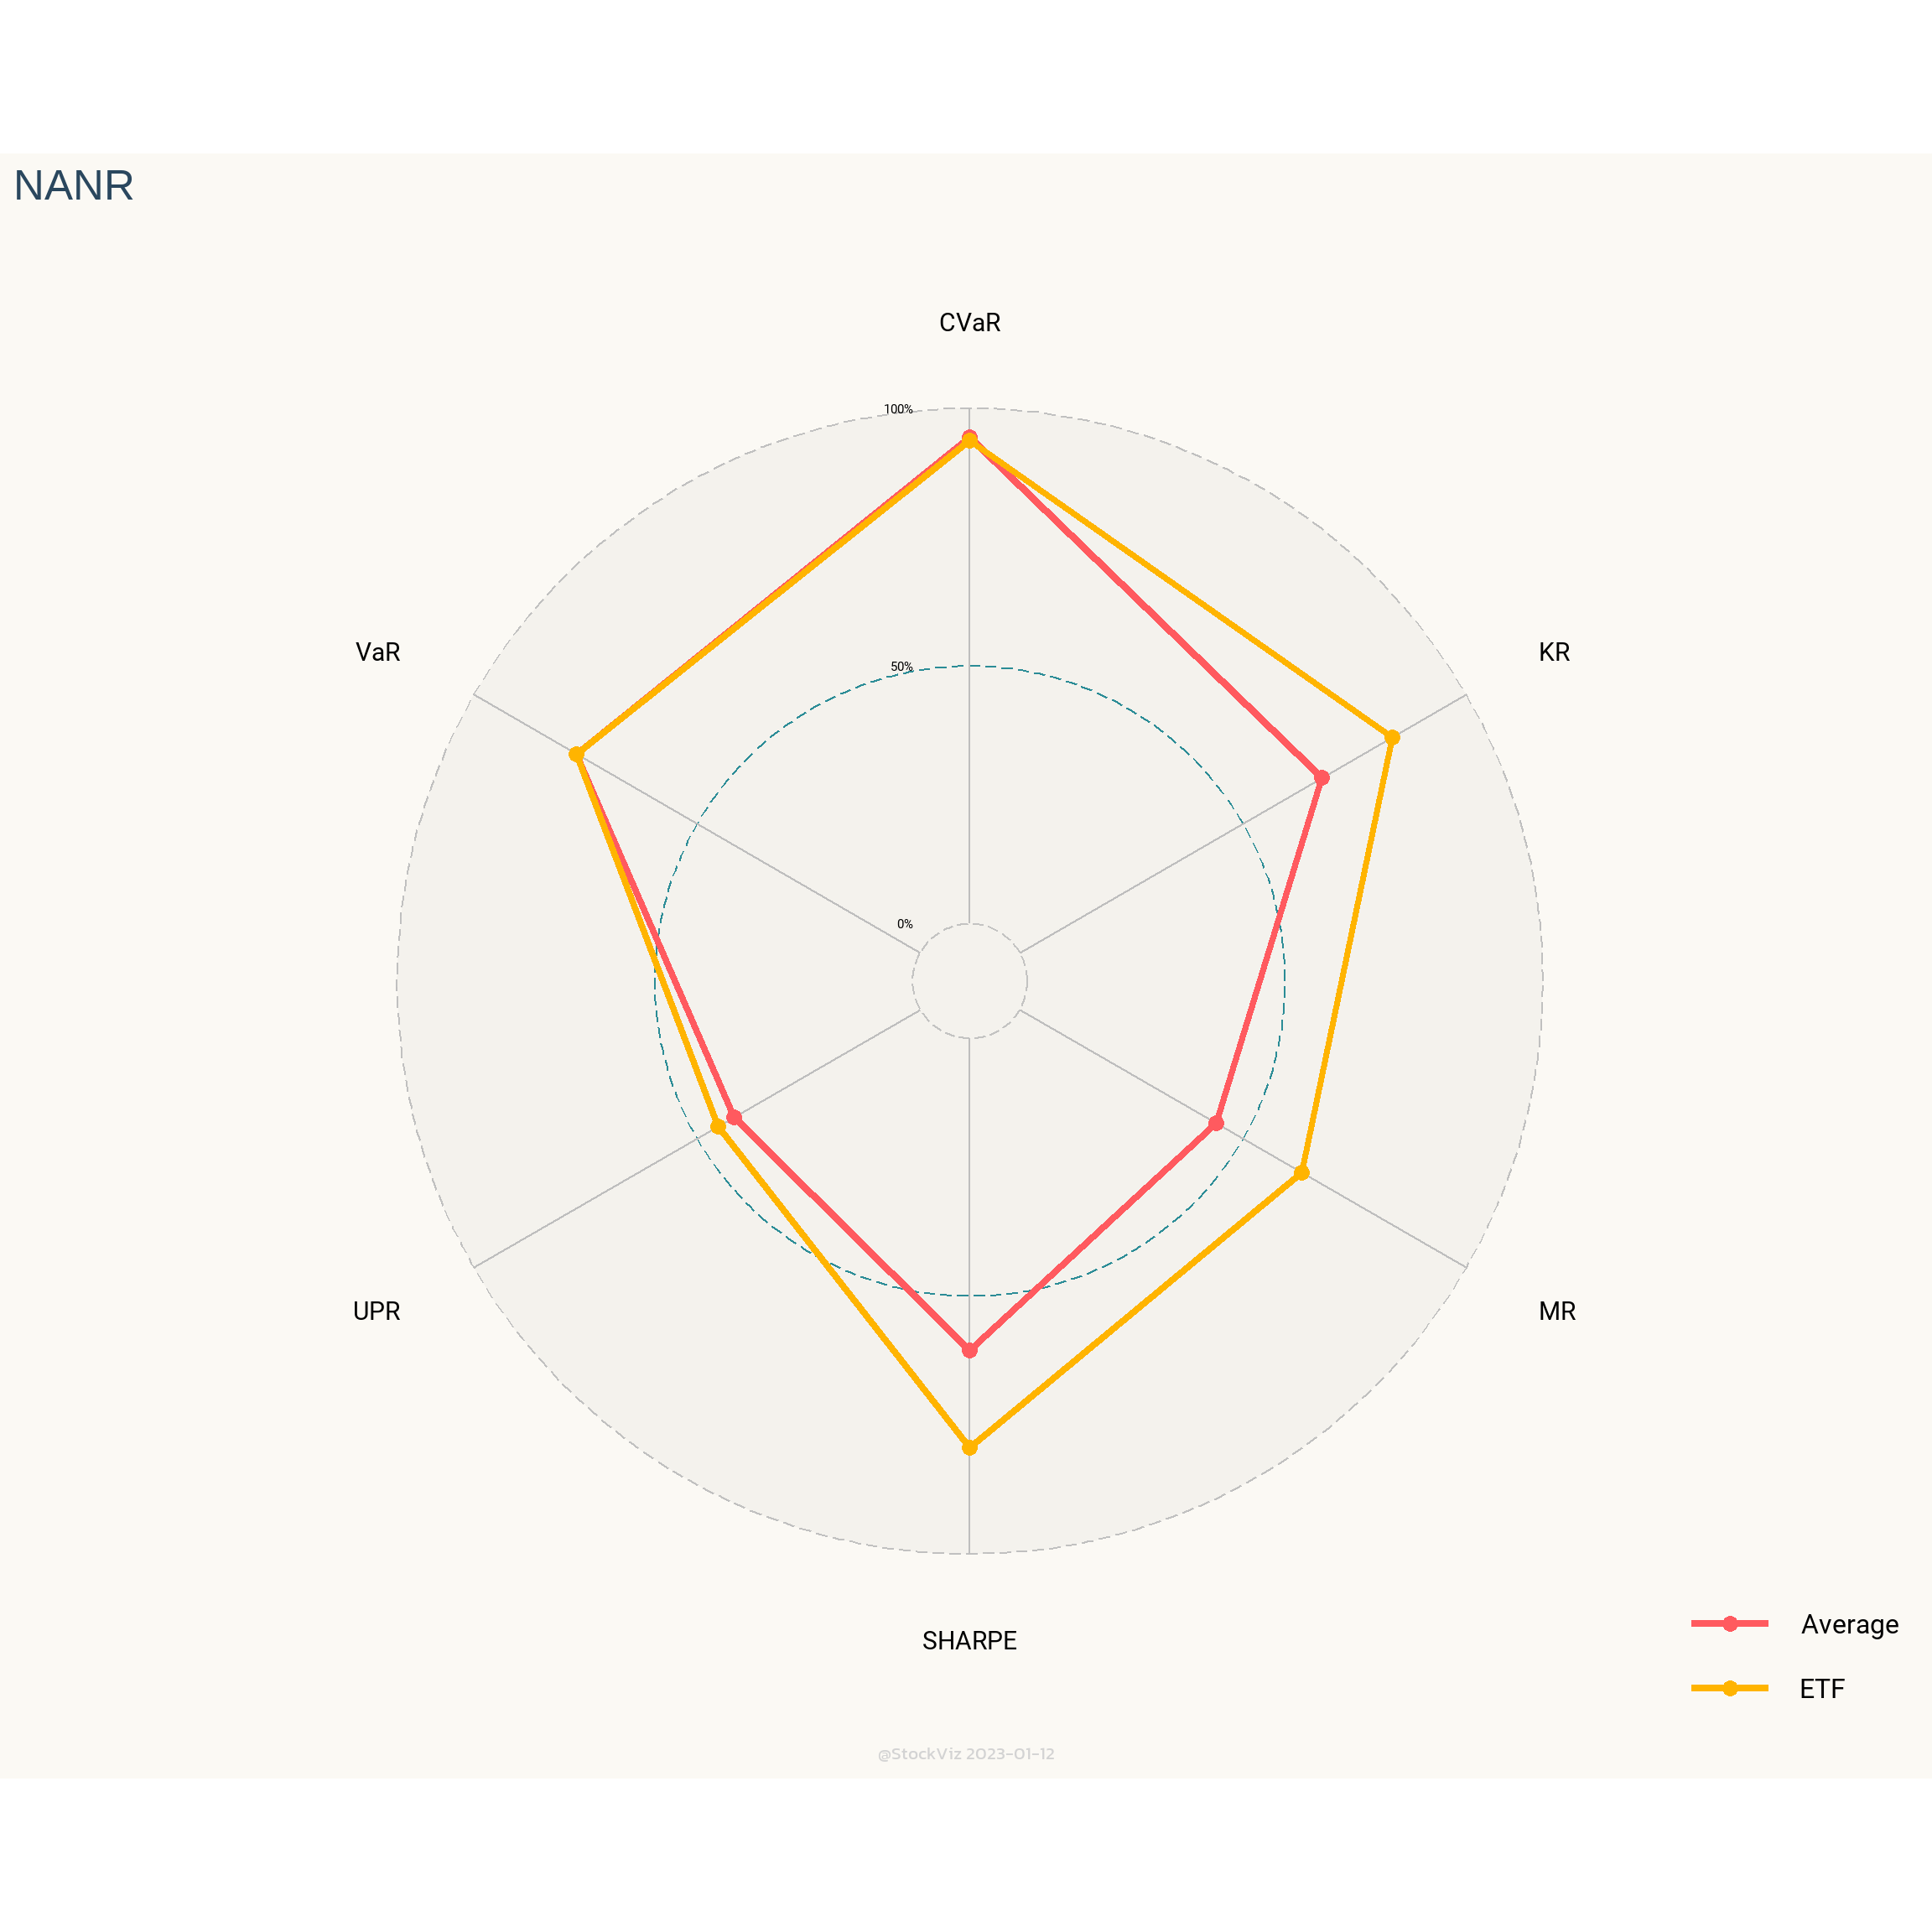 NANR
CVaR
100%
VaR
KR
50%
0%
UPR
MR
SHARPE
Average
ETF
@StockViz 2023-01-12